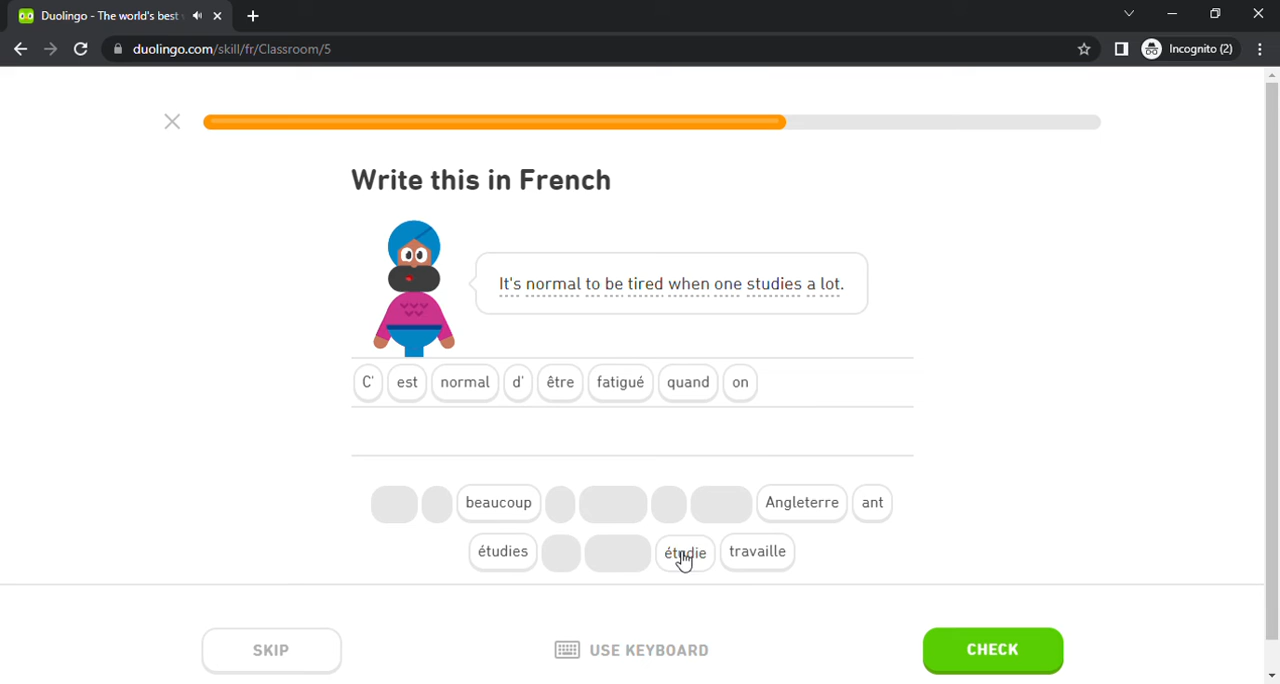 Duolingo - The world's best
duolingo.com/skill/fr/Classroom/5
Incognito (2)
Write this in French
It's normal to be tired when one studies a lot.
C' est normal d' être fatigué quand on
beaucoup Angleterre ant
études étudie travaille
SKIP USE KEYBOARD CHECK